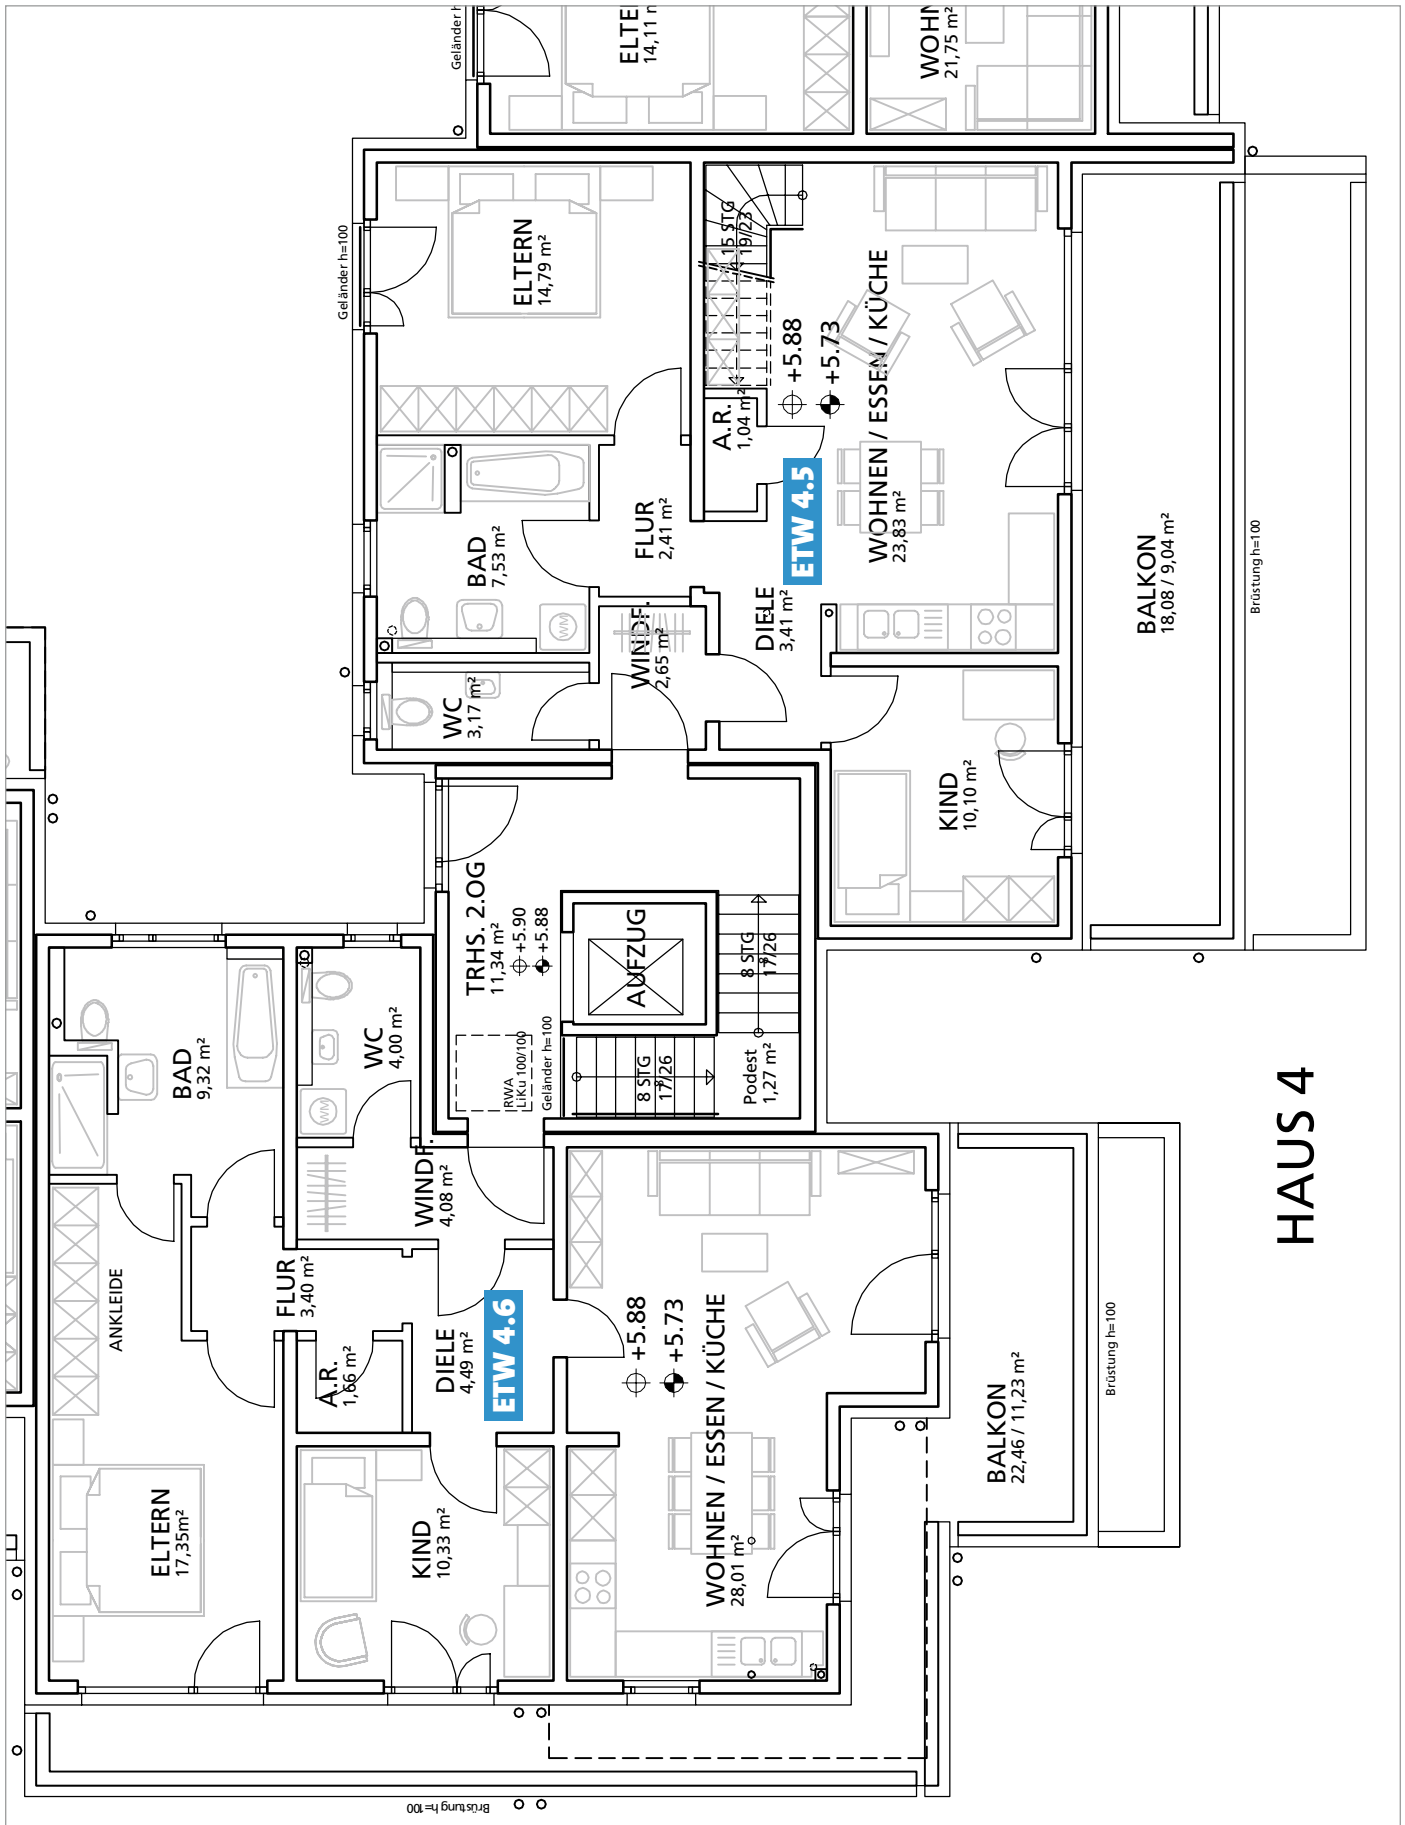 Geländer h
ELTE
14,11 m
WOHN
21,75 m²
Geländer h=100
ELTERN
14,79 m²
15 STG
19/23
A.R.
1,04 m²
+5.88
+5.73
WOHNEN / ESSEN / KÜCHE
23,83 m²
ETW 4.5
BAD
7,53 m²
WM
FLUR
2,41 m²
WINDF.
2,65 m²
DIELE
3,41 m²
WC
3,17 m²
KIND
10,10 m²
BALKON
18,08 / 9,04 m²
Brüstung h=100
TRHS. 2.OG
11,34 m²
+5.90
+5.88
AUFZUG
8 STG
17/26
8 STG
17/26
Podest
1,27 m²
RWA
LiKu 100/100
Geländer h=100
BAD
9,32 m²
WC
4,00 m²
WM
WINDF.
4,08 m²
ANKLEIDE
FLUR
3,40 m²
A.R.
1,66 m²
DIELE
4,49 m²
ETW 4.6
ELTERN
17,35m²
KIND
10,33 m²
+5.88
+5.73
WOHNEN / ESSEN / KÜCHE
28,01 m²
BALKON
22,46 / 11,23 m²
Brüstung h=100
Brüstung h=100
HAUS 4